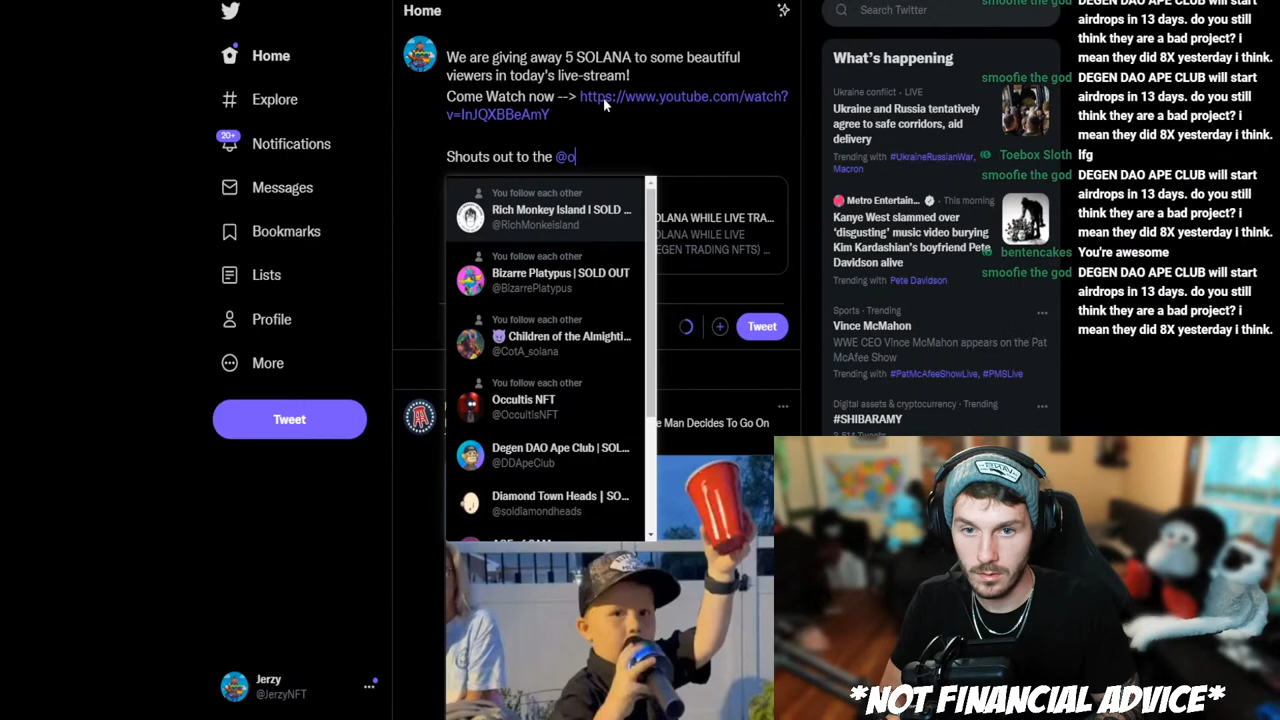 Home
Explore
20+
Notifications
Messages
Bookmarks
Lists
Profile
More
Tweet
Jerzy
@JerzyNFT
Home
We are giving away 5 SOLANA to some beautiful
viewers in today's live-stream!
Come Watch now --> https://www.youtube.com/watch?
v=InJQXBBeAmY
Shouts out to the @o
You follow each other
Rich Monkey Island I SOLD ...
@RichMonkeisland
You follow each other
Bizarre Platypus | SOLD OUT
@BizarrePlatypus
You follow each other
Children of the Almighti...
@CotA_solana
You follow each other
Occultis NFT
@OccultisNFT
Degen DAO Ape Club | SOL...
@DDApeClub
Diamond Town Heads | SO...
@soldiamondheads
SOLANA WHILE LIVE TRA...
OLANA WHILE LIVE
EGEN TRADING NFTS) ...
Tweet
e Man Decides To Go On
Search Twitter
What's happening
Ukraine conflict · LIVE
Ukraine and Russia tentatively
agree to safe corridors, aid
delivery
Trending with #UkraineRussianWar,
Macron
Metro Entertain... · This morning
Kanye West slammed over
'disgusting' music video burying
Kim Kardashian's boyfriend Pete
Davidson alive
Trending with Pete Davidson
Sports · Trending
Vince McMahon
WWE CEO Vince McMahon appears on the Pat
McAfee Show
Trending with #PatMcAfeeShowLive, #PMSLive
Digital assets & cryptocurrency · Trending
#SHIBARAMY
smoofie the god DEGEN DAO APE CLUB will start
airdrops in 13 days. do you still
think they are a bad project? i
mean they did 8X yesterday i think.
smoofie the god DEGEN DAO APE CLUB will start
airdrops in 13 days. do you still
think they are a bad project? i
mean they did 8X yesterday i think.
Toebox Sloth lfg
smoofie the god DEGEN DAO APE CLUB will start
airdrops in 13 days. do you still
think they are a bad project? i
mean they did 8X yesterday i think.
bentencakes You're awesome
smoofie the god DEGEN DAO APE CLUB will start
airdrops in 13 days. do you still
think they are a bad project? i
mean they did 8X yesterday i think.
*NOT FINANCIAL ADVICE*